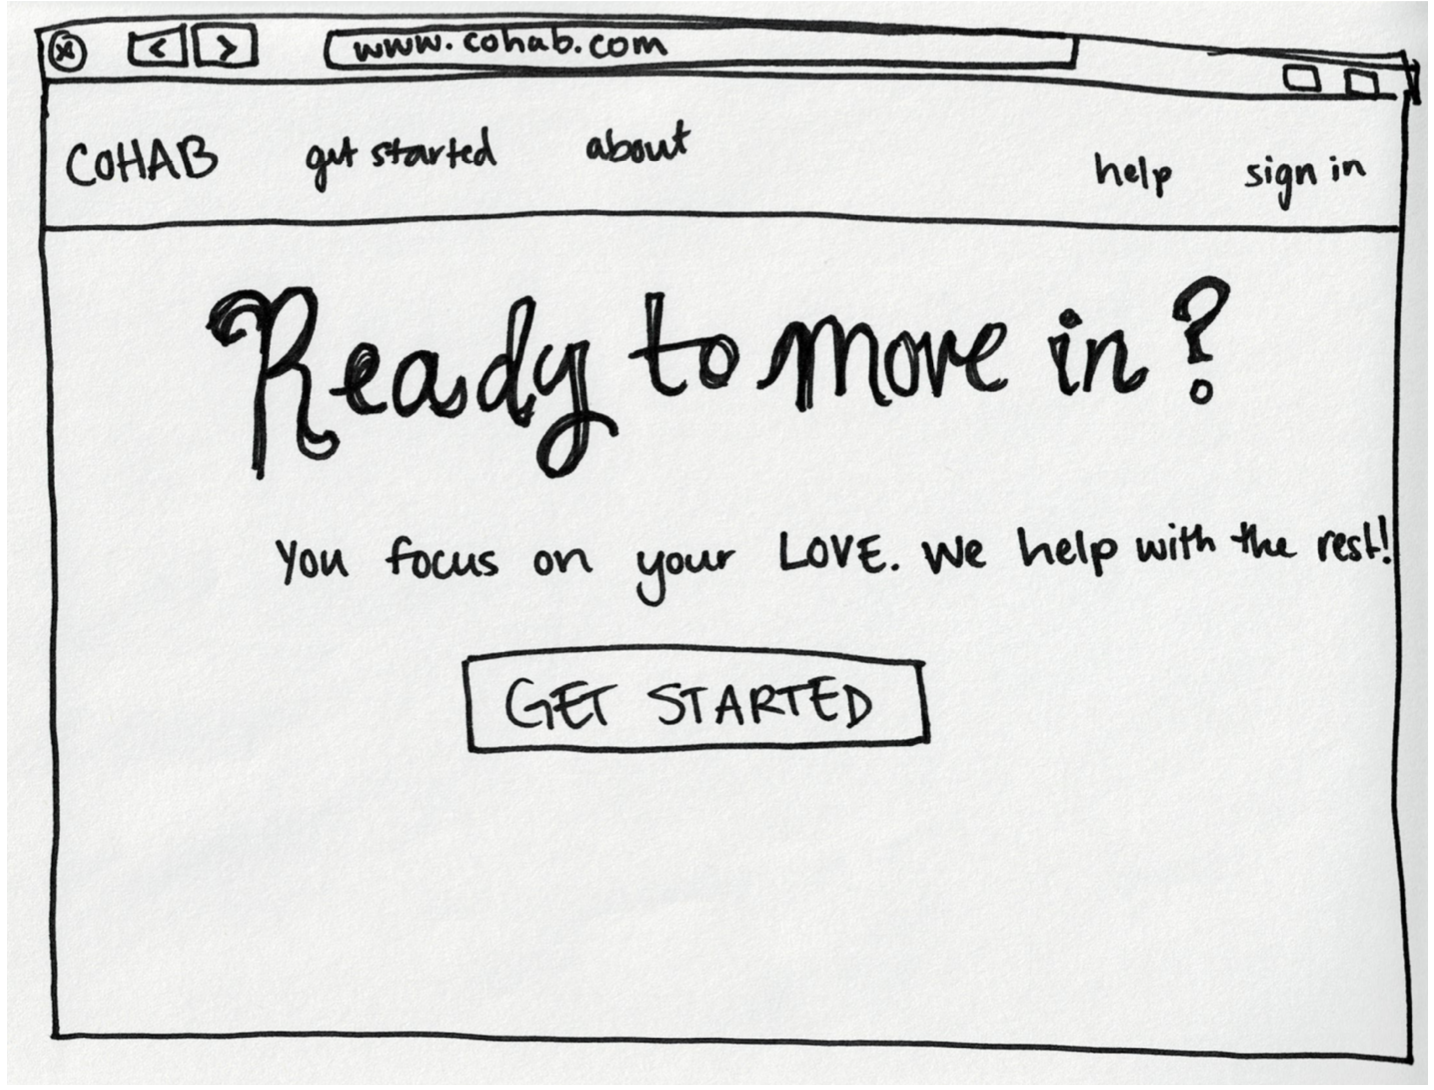 www.cohab.com
COHAB get started about help sign in
Ready to move in?
You focus on your LOVE. We help with the rest!
GET STARTED